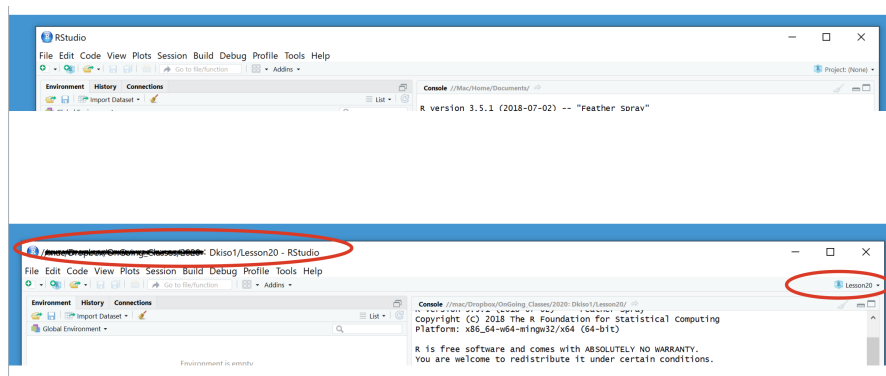 RStudio
File Edit Code View Plots Session Build Debug Profile Tools Help
Go to file/function Addins Project: (None)
Environment History Connections
Import Dataset List
Console //Mac/Home/Documents/
R version 3.5.1 (2018-07-02) -- "Feather Spray"
Dkiso1/Lesson20 - RStudio
File Edit Code View Plots Session Build Debug Profile Tools Help
Go to file/function Addins Lesson20
Environment History Connections
Import Dataset List
Global Environment
Environment is empty
Console //mac/Dropbox/OnGoing_Classes/2020: Dkiso1/Lesson20/
Copyright (C) 2018 The R Foundation for Statistical Computing
Platform: x86_64-w64-mingw32/x64 (64-bit)
R is free software and comes with ABSOLUTELY NO WARRANTY.
You are welcome to redistribute it under certain conditions.